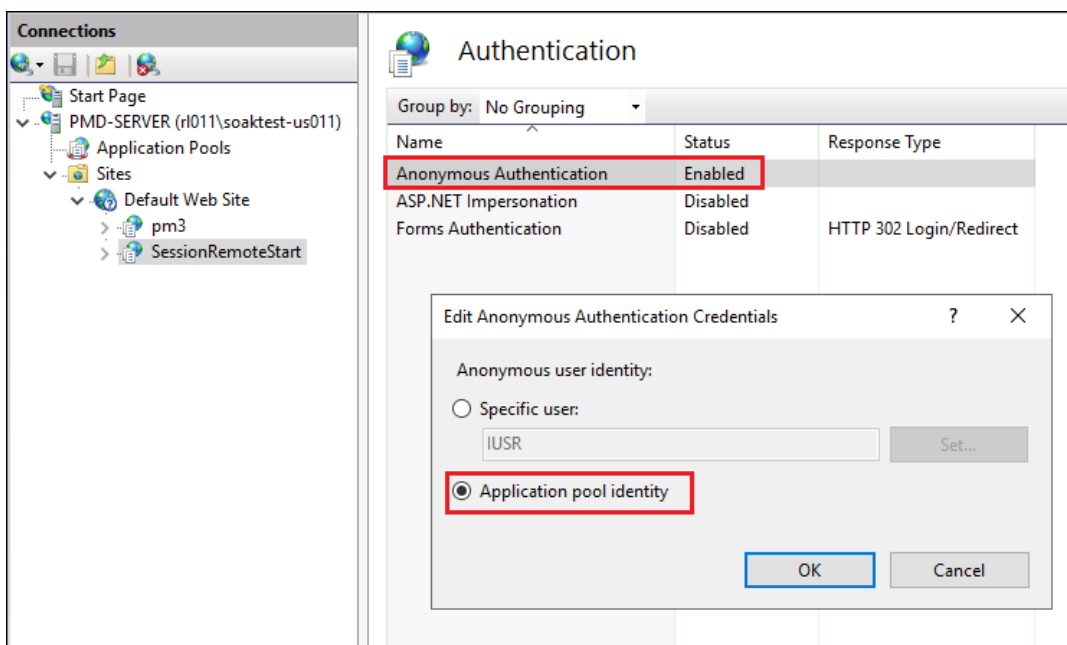 Connections
Start Page
PMD-SERVER (rl011\soaktest-us011)
Application Pools
Sites
Default Web Site
pm3
SessionRemoteStart
Authentication
Group by: No Grouping
Name Status Response Type
Anonymous Authentication Enabled
ASP.NET Impersonation Disabled
Forms Authentication Disabled HTTP 302 Login/Redirect
Edit Anonymous Authentication Credentials ?
Anonymous user identity:
Specific user:
IUSR Set...
Application pool identity
OK Cancel